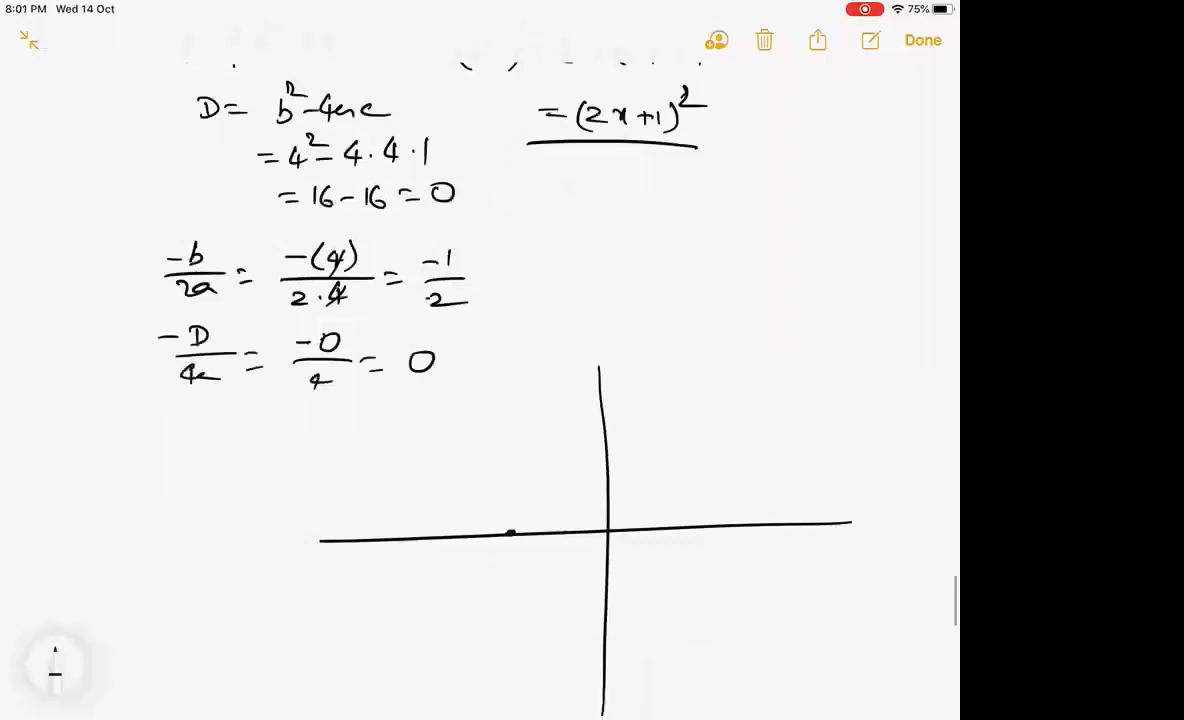 8:01 PM Wed 14 Oct
75%
Done
D = b² - 4ac
= (2x+1)²
= 4² - 4 . 4 . 1
= 16 - 16 = 0
-b/2a = -(4)/2 . 4 = -1/2
-D/4a = -0/4 = 0